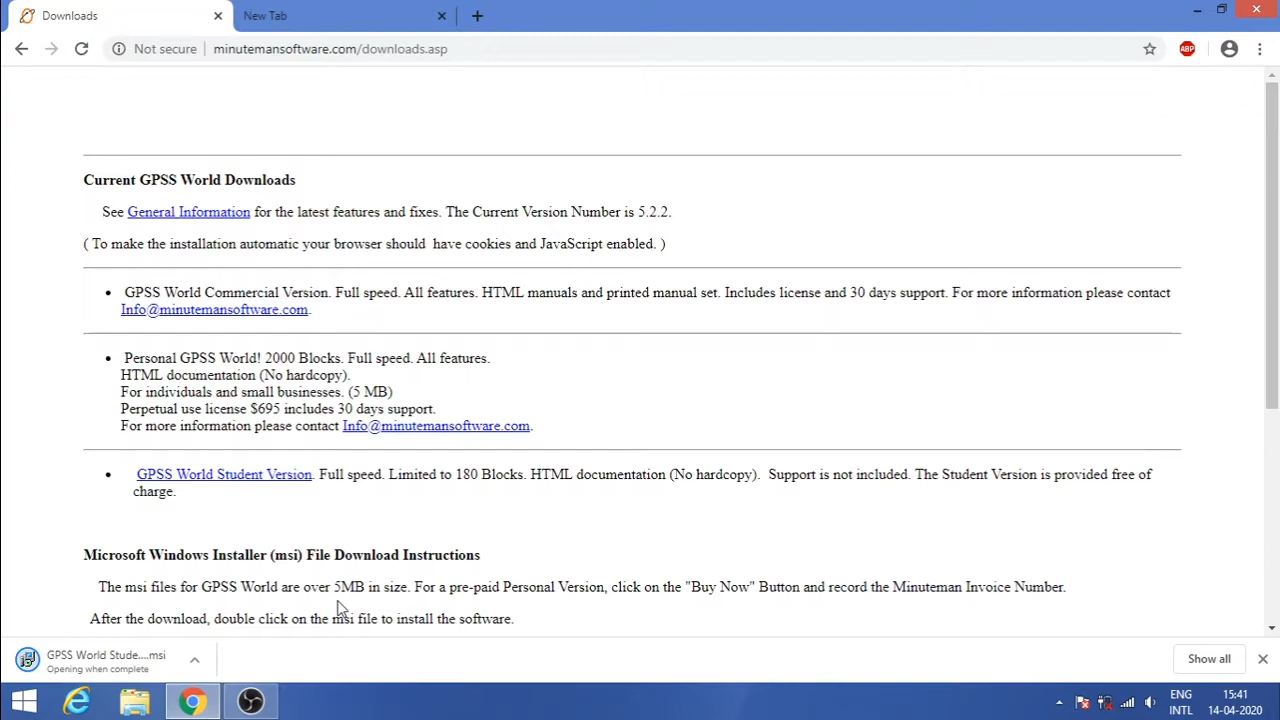 Downloads
New Tab
Not secure
minutemansoftware.com/downloads.asp
ABP
Current GPSS World Downloads
See General Information for the latest features and fixes. The Current Version Number is 5.2.2.
( To make the installation automatic your browser should have cookies and JavaScript enabled. )
• GPSS World Commercial Version. Full speed. All features. HTML manuals and printed manual set. Includes license and 30 days support. For more information please contact
Info@minutemansoftware.com.
• Personal GPSS World! 2000 Blocks. Full speed. All features.
HTML documentation (No hardcopy).
For individuals and small businesses. (5 MB)
Perpetual use license $695 includes 30 days support.
For more information please contact Info@minutemansoftware.com.
• GPSS World Student Version. Full speed. Limited to 180 Blocks. HTML documentation (No hardcopy). Support is not included. The Student Version is provided free of
charge.
Microsoft Windows Installer (msi) File Download Instructions
The msi files for GPSS World are over 5MB in size. For a pre-paid Personal Version, click on the "Buy Now" Button and record the Minuteman Invoice Number.
After the download, double click on the msi file to install the software.
GPSS World Stude....msi
Opening when complete
Show all
ENG
INTL
15:41
14-04-2020